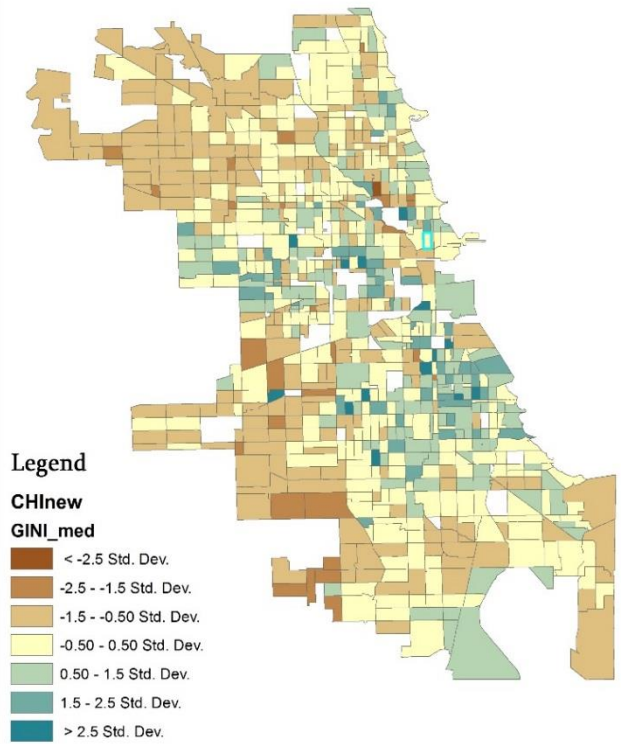 Legend
CHInew
GINI_med
< -2.5 Std. Dev.
-2.5 - -1.5 Std. Dev.
-1.5 - -0.50 Std. Dev.
-0.50 - 0.50 Std. Dev.
0.50 - 1.5 Std. Dev.
1.5 - 2.5 Std. Dev.
> 2.5 Std. Dev.